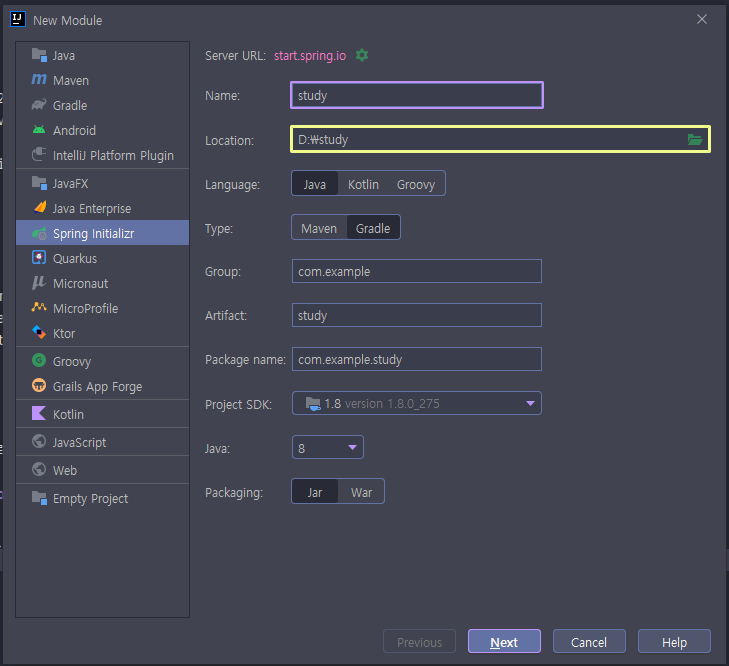 New Module
Java
Maven
Gradle
Android
IntelliJ Platform Plugin
JavaFX
Java Enterprise
Spring Initializr
Quarkus
Micronaut
MicroProfile
Ktor
Groovy
Grails App Forge
Kotlin
JavaScript
Web
Empty Project
Server URL: start.spring.io
Name: study
Location: D:₩study
Language: Java Kotlin Groovy
Type: Maven Gradle
Group: com.example
Artifact: study
Package name: com.example.study
Project SDK: 1.8 version 1.8.0_275
Java: 8
Packaging: Jar War
Previous Next Cancel Help